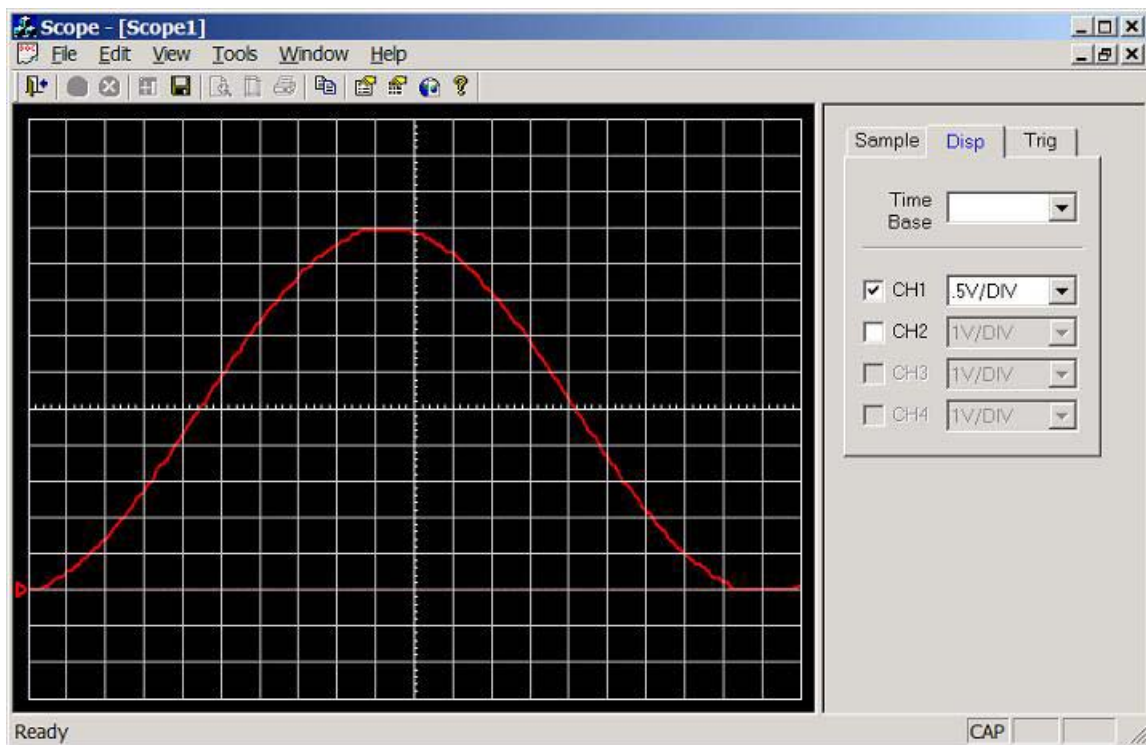 Scope - [Scope1]
File Edit View Tools Window Help
Sample Disp Trig
Time Base
CH1 .5V/DIV
CH2 1V/DIV
CH3 1V/DIV
CH4 1V/DIV
Ready CAP